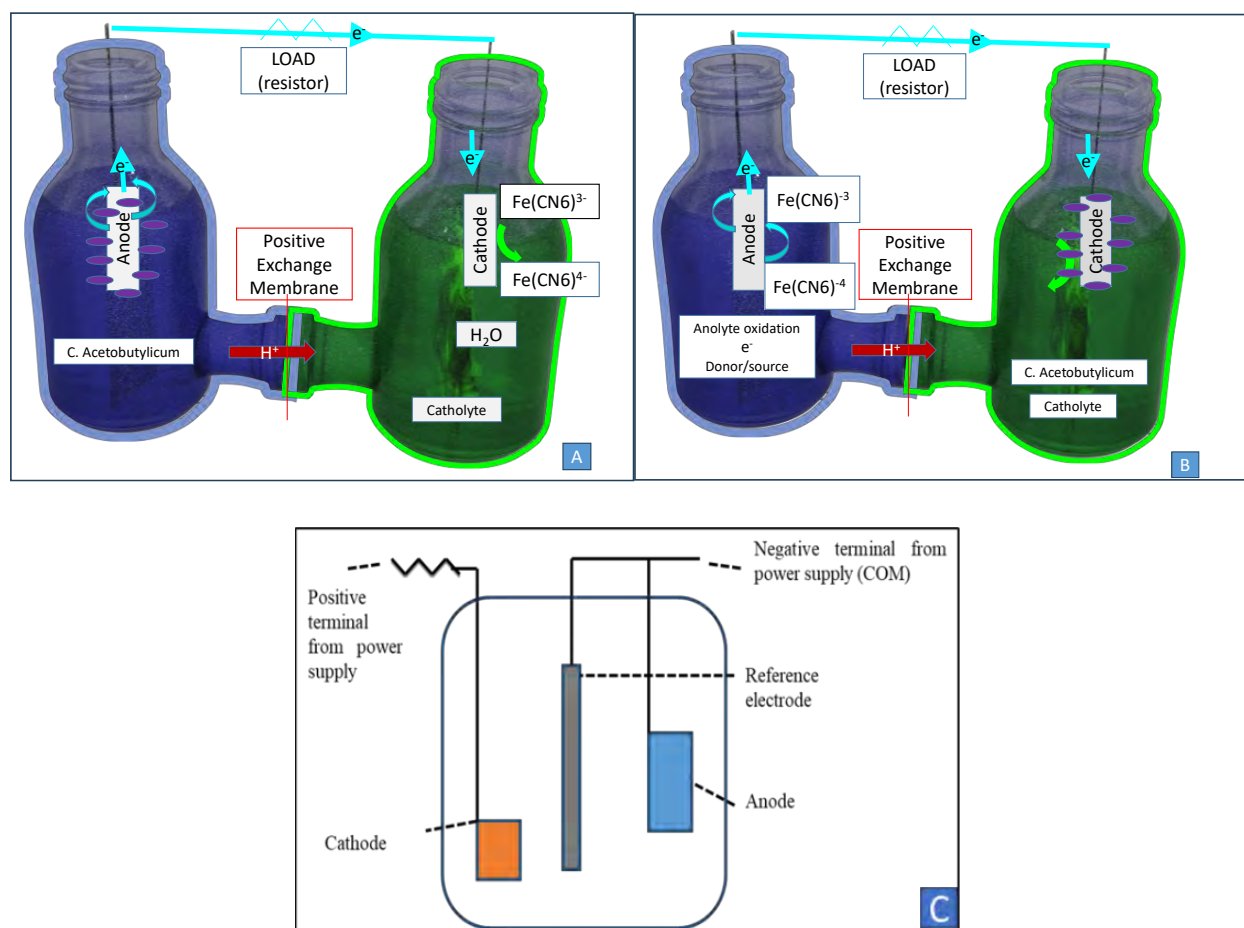 e-
LOAD
(resistor)
e-
Anode
C. Acetobutylicum
Positive
Exchange
Membrane
H+
e-
Cathode
Fe(CN6)3-
Fe(CN6)4-
H2O
Catholyte
A
e-
LOAD
(resistor)
e-
Anode
Fe(CN6)-3
Fe(CN6)-4
Anolyte oxidation
e-
Donor/source
Positive
Exchange
Membrane
H+
e-
Cathode
C. Acetobutylicum
Catholyte
B
Positive
terminal
from power
supply
Negative terminal from
power supply (COM)
Reference
electrode
Anode
Cathode
C